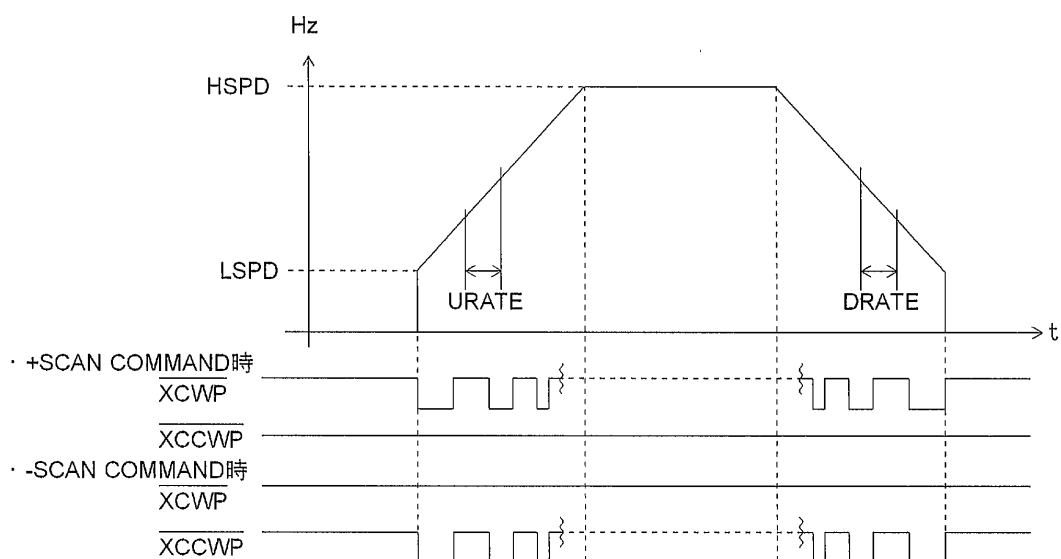 Hz
HSPD
LSPD
URATE
DRATE
t
・+SCAN COMMAND時
XCWP
XCCWP
・-SCAN COMMAND時
XCWP
XCCWP